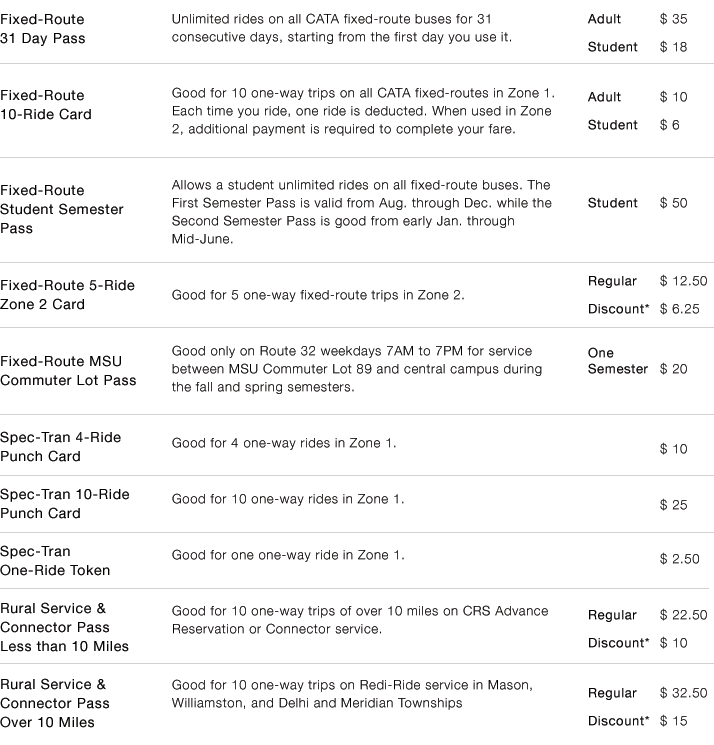 Fixed-Route
31 Day Pass
Unlimited rides on all CATA fixed-route buses for 31
consecutive days, starting from the first day you use it.
Adult $ 35
Student $ 18
Fixed-Route
10-Ride Card
Good for 10 one-way trips on all CATA fixed-routes in Zone 1.
Each time you ride, one ride is deducted. When used in Zone
2, additional payment is required to complete your fare.
Adult $ 10
Student $ 6
Fixed-Route
Student Semester
Pass
Allows a student unlimited rides on all fixed-route buses. The
First Semester Pass is valid from Aug. through Dec. while the
Second Semester Pass is good from early Jan. through
Mid-June.
Student $ 50
Fixed-Route 5-Ride
Zone 2 Card
Good for 5 one-way fixed-route trips in Zone 2.
Regular $ 12.50
Discount* $ 6.25
Fixed-Route MSU
Commuter Lot Pass
Good only on Route 32 weekdays 7AM to 7PM for service
between MSU Commuter Lot 89 and central campus during
the fall and spring semesters.
One
Semester $ 20
Spec-Tran 4-Ride
Punch Card
Good for 4 one-way rides in Zone 1.
$ 10
Spec-Tran 10-Ride
Punch Card
Good for 10 one-way rides in Zone 1.
$ 25
Spec-Tran
One-Ride Token
Good for one one-way ride in Zone 1.
$ 2.50
Rural Service &
Connector Pass
Less than 10 Miles
Good for 10 one-way trips of over 10 miles on CRS Advance
Reservation or Connector service.
Regular $ 22.50
Discount* $ 10
Rural Service &
Connector Pass
Over 10 Miles
Good for 10 one-way trips on Redi-Ride service in Mason,
Williamston, and Delhi and Meridian Townships
Regular $ 32.50
Discount* $ 15